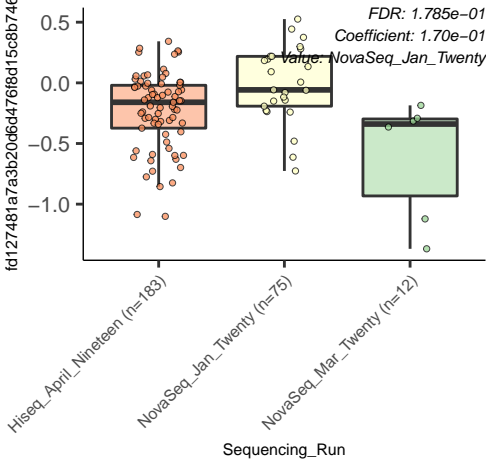 FDR: 1.785e−01
Coefficient: 1.70e−01
Value: NovaSeq_Jan_Twenty
fd127481a7a3b20d6d476f8d15c8b746
0.5
0.0
−0.5
−1.0
Hiseq_April_Nineteen (n=183)
NovaSeq_Jan_Twenty (n=75)
NovaSeq_Mar_Twenty (n=12)
Sequencing_Run